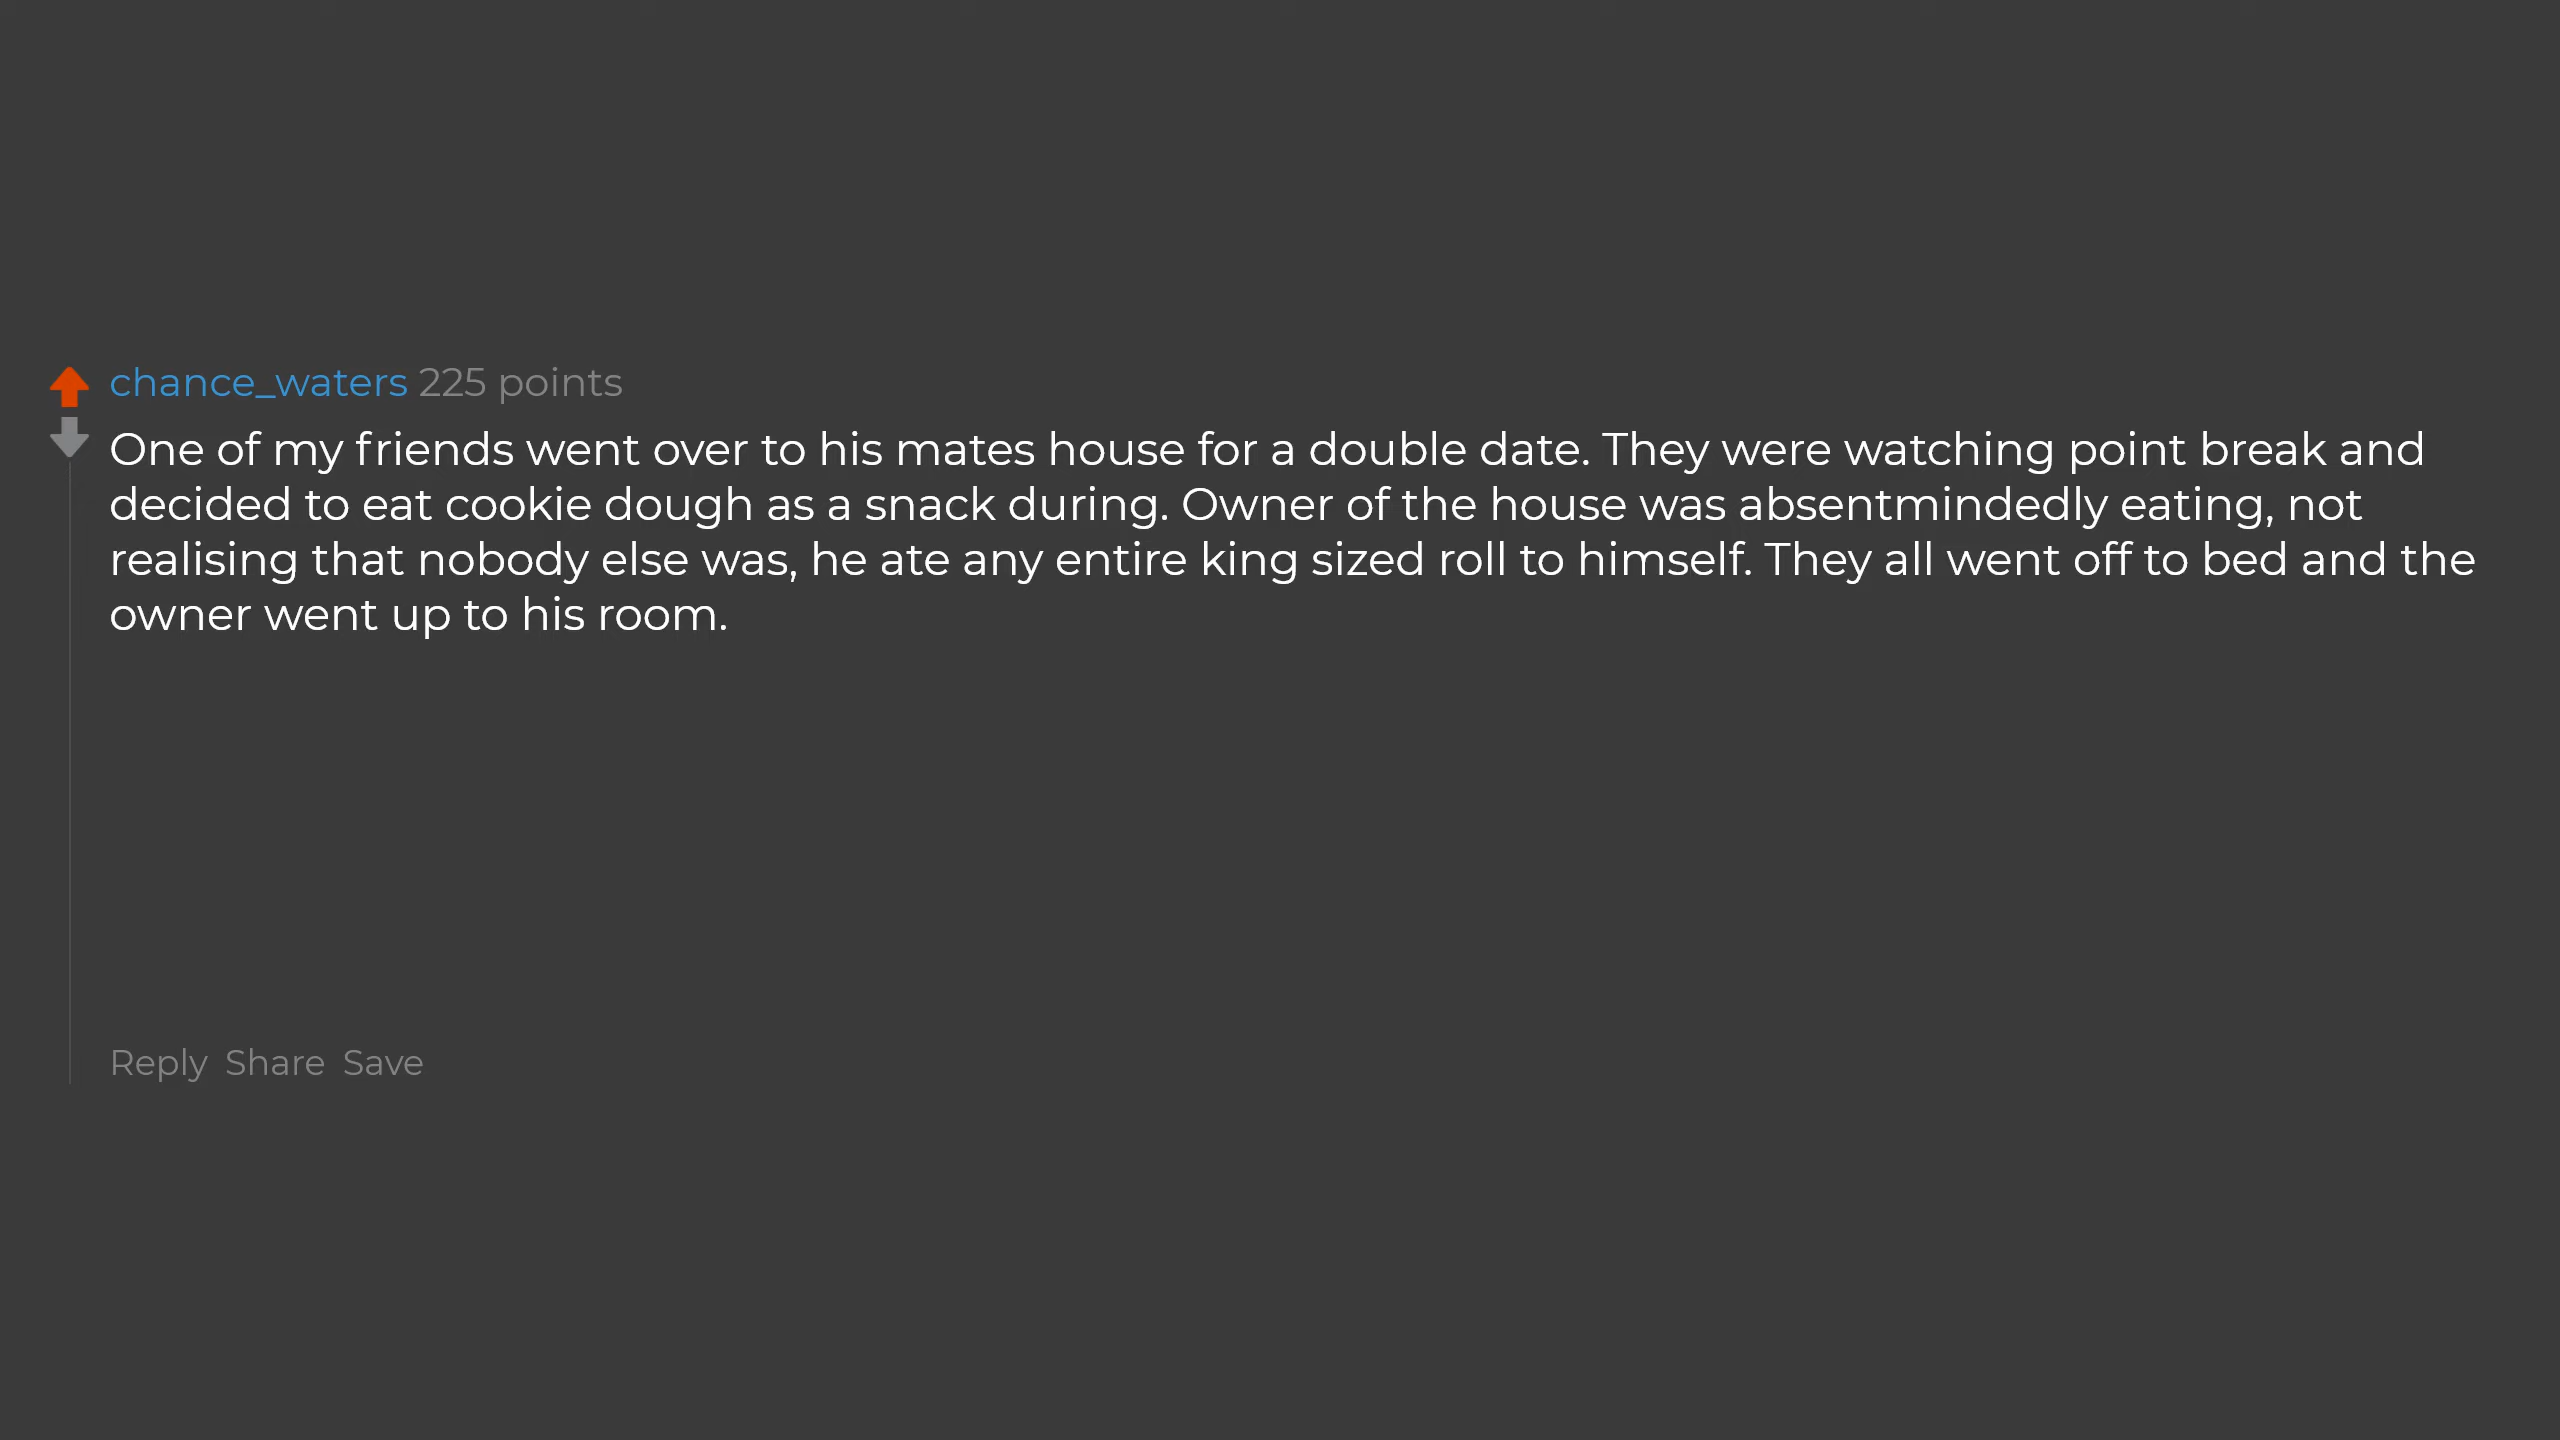 chance_waters 225 points
One of my friends went over to his mates house for a double date. They were watching point break and
decided to eat cookie dough as a snack during. Owner of the house was absentmindedly eating, not
realising that nobody else was, he ate any entire king sized roll to himself. They all went off to bed and the
owner went up to his room.
Reply Share Save